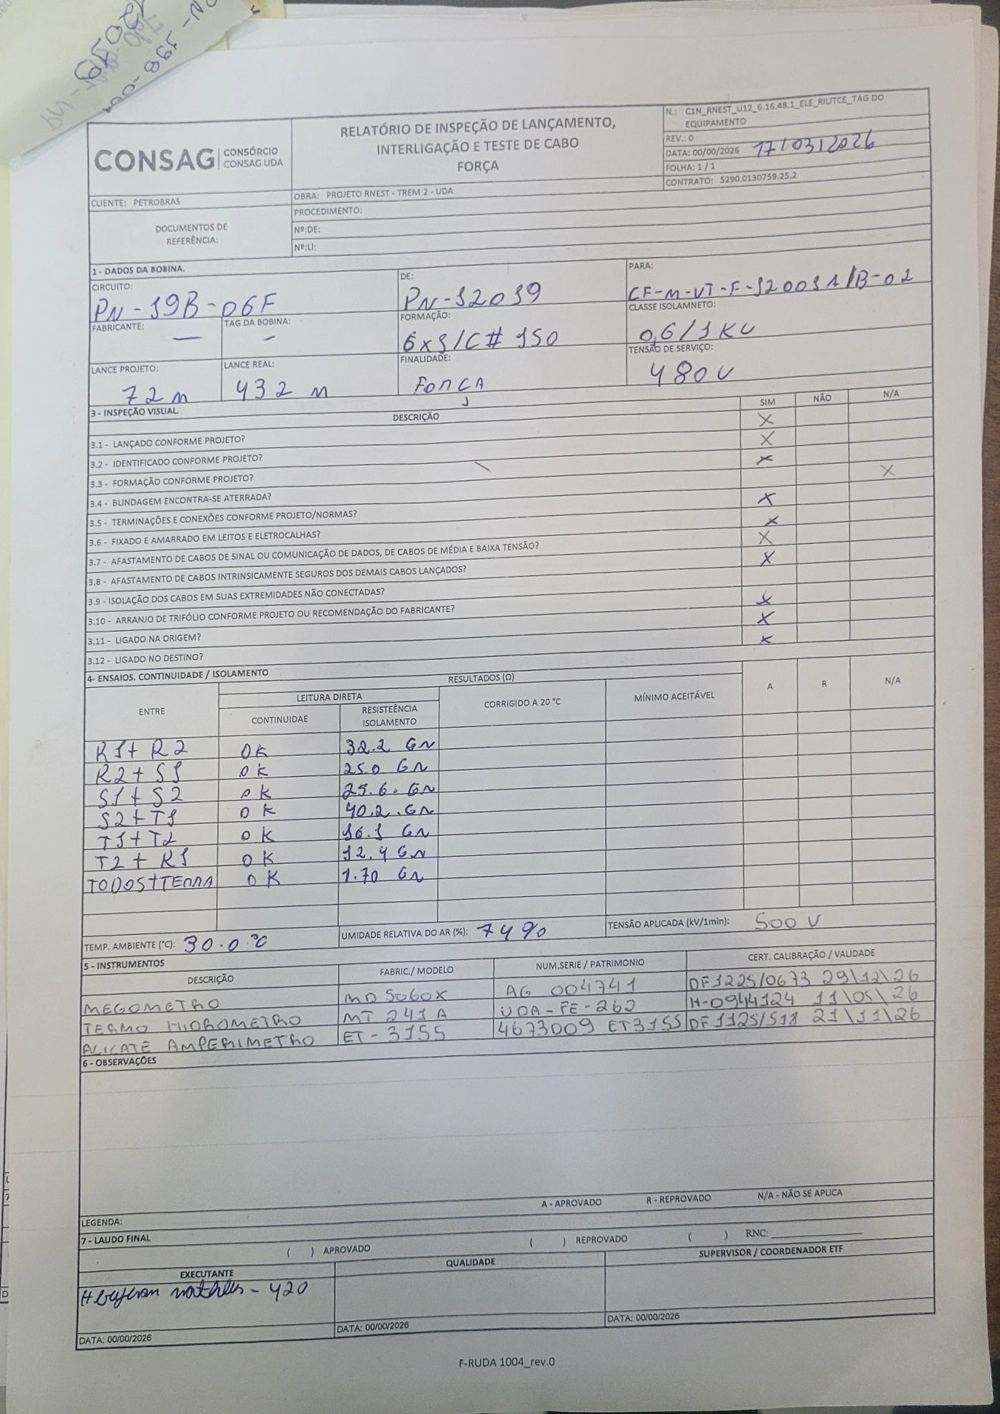 CONSAG CONSÓRCIO CONSAG UDA
RELATÓRIO DE INSPEÇÃO DE LANÇAMENTO, INTERLIGAÇÃO E TESTE DE CABO FORÇA
N.: C1N_RNEST_U12_6.16.48.1_ELE_RIUTCE_TAG DO EQUIPAMENTO
REV.: 0
DATA: 00/00/2026 17/03/2026
FOLHA: 1 / 1
CONTRATO: 5290.0130759.25.2
CLIENTE: PETROBRAS
OBRA: PROJETO RNEST - TREM 2 - UDA
DOCUMENTOS DE REFERÊNCIA:
PROCEDIMENTO:
Nº:DE:
Nº:LI:
1 - DADOS DA BOBINA.
CIRCUITO: PN-19B-06F
DE: PN-12019
PARA: CF-M-VT-F-12001A/B-01
FABRICANTE: —
TAG DA BOBINA: -
FORMAÇÃO: 6x1/C# 150
CLASSE ISOLAMNETO: 0,6/1KV
LANCE PROJETO: 72 m
LANCE REAL: 432 m
FINALIDADE: FORÇA
TENSÃO DE SERVIÇO: 480V
3 - INSPEÇÃO VISUAL
DESCRIÇÃO SIM NÃO N/A
3.1 - LANÇADO CONFORME PROJETO? X
3.2 - IDENTIFICADO CONFORME PROJETO? X
3.3 - FORMAÇÃO CONFORME PROJETO? X
3.4 - BLINDAGEM ENCONTRA-SE ATERRADA? X
3.5 - TERMINAÇÕES E CONEXÕES CONFORME PROJETO/NORMAS? X
3.6 - FIXADO E AMARRADO EM LEITOS E ELETROCALHAS? X
3.7 - AFASTAMENTO DE CABOS DE SINAL OU COMUNICAÇÃO DE DADOS, DE CABOS DE MÉDIA E BAIXA TENSÃO? X
3.8 - AFASTAMENTO DE CABOS INTRINSICAMENTE SEGUROS DOS DEMAIS CABOS LANÇADOS? X
3.9 - ISOLAÇÃO DOS CABOS EM SUAS EXTREMIDADES NÃO CONECTADAS?
3.10 - ARRANJO DE TRIFÓLIO CONFORME PROJETO OU RECOMENDAÇÃO DO FABRICANTE? X
3.11 - LIGADO NA ORIGEM? X
3.12 - LIGADO NO DESTINO? X
4- ENSAIOS. CONTINUIDADE / ISOLAMENTO
RESULTADOS (Ω)
ENTRE LEITURA DIRETA CORRIGIDO A 20 °C MÍNIMO ACEITÁVEL A R N/A
CONTINUIDAE RESISTEÊNCIA ISOLAMENTO
R1+R2 OK 32.2 GΩ
R2+S1 OK 25.0 GΩ
S1+S2 OK 25.6. GΩ
S2+T1 OK 40.2. GΩ
T1+T2 OK 16.1 GΩ
T2+R1 OK 12.4 GΩ
TODOS+TERRA OK 1.70 GΩ
TEMP. AMBIENTE (°C): 30.0 °C
UMIDADE RELATIVA DO AR (%): 74%
TENSÃO APLICADA (kV/1min): 500 V
5 - INSTRUMENTOS
DESCRIÇÃO FABRIC./ MODELO NUM.SERIE / PATRIMONIO CERT. CALIBRAÇÃO / VALIDADE
MEGOMETRO MD5060X AG 004741 DF1225/0673 29/12/26
TERMO HIDROMETRO MT 241A UDA-FE-262 H-0944124 11/05/26
ALICATE AMPERIMETRO ET-3155 4673009 ET3155 DF1125/518 21/11/26
6 - OBSERVAÇÕES
A - APROVADO R - REPROVADO N/A - NÃO SE APLICA
LEGENDA:
7 - LAUDO FINAL
( ) APROVADO ( ) REPROVADO ( ) RNC:
EXECUTANTE QUALIDADE SUPERVISOR / COORDENADOR ETF
- 420
DATA: 00/00/2026 DATA: 00/00/2026 DATA: 00/00/2026
F-RUDA 1004_rev.0